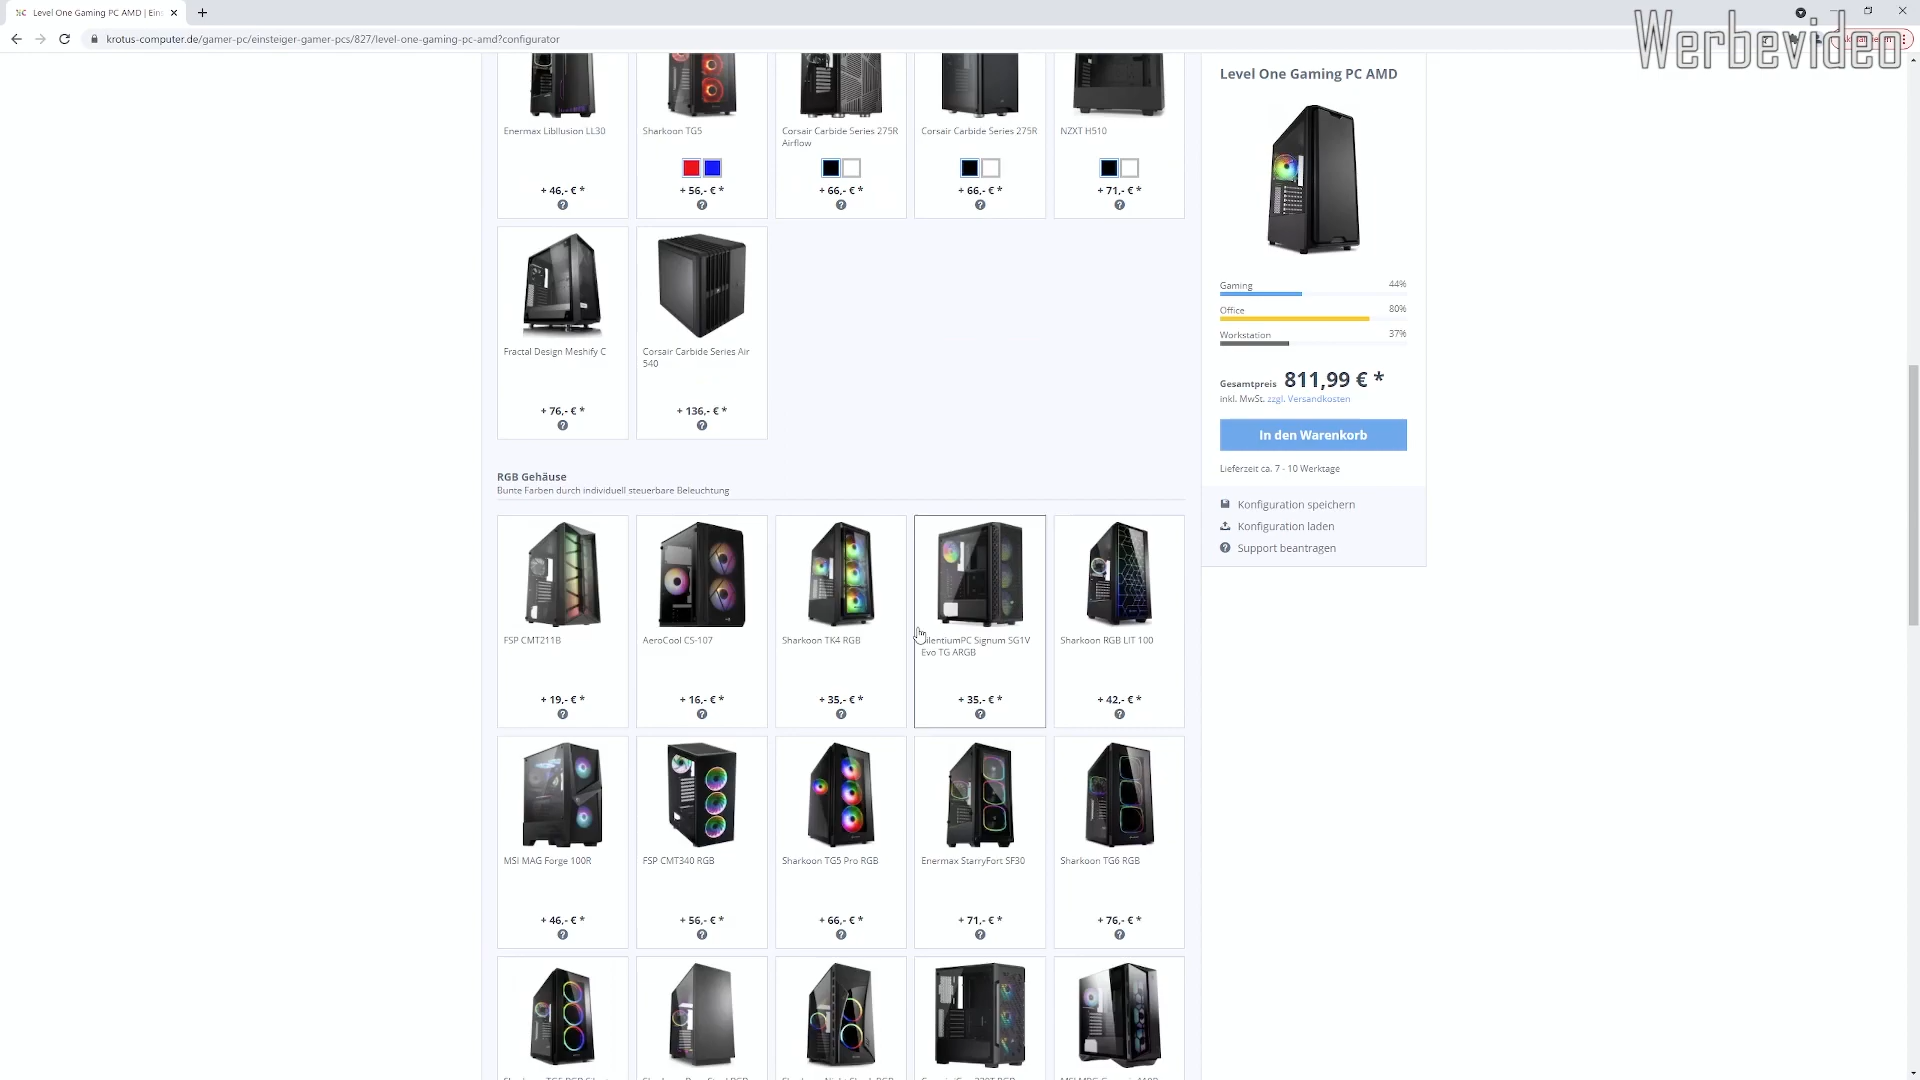 Level One Gaming PC AMD | Ein
krotus-computer.de/gamer-pc/einsteiger-gamer-pcs/827/level-one-gaming-pc-amd?configurator
Werbevideo
Enermax Libllusion LL30
+ 46,- € *
Sharkoon TG5
+ 56,- € *
Corsair Carbide Series 275R
Airflow
+ 66,- € *
Corsair Carbide Series 275R
+ 66,- € *
NZXT H510
+ 71,- € *
Fractal Design Meshify C
+ 76,- € *
Corsair Carbide Series Air
540
+ 136,- € *
RGB Gehäuse
Bunte Farben durch individuell steuerbare Beleuchtung
FSP CMT211B
+ 19,- € *
AeroCool CS-107
+ 16,- € *
Sharkoon TK4 RGB
+ 35,- € *
SilentiumPC Signum SG1V
Evo TG ARGB
+ 35,- € *
Sharkoon RGB LIT 100
+ 42,- € *
MSI MAG Forge 100R
+ 46,- € *
FSP CMT340 RGB
+ 56,- € *
Sharkoon TG5 Pro RGB
+ 66,- € *
Enermax StarryFort SF30
+ 71,- € *
Sharkoon TG6 RGB
+ 76,- € *
Level One Gaming PC AMD
Gaming 44%
Office 80%
Workstation 37%
Gesamtpreis 811,99 € *
inkl. MwSt. zzgl. Versandkosten
In den Warenkorb
Lieferzeit ca. 7 - 10 Werktage
Konfiguration speichern
Konfiguration laden
Support beantragen